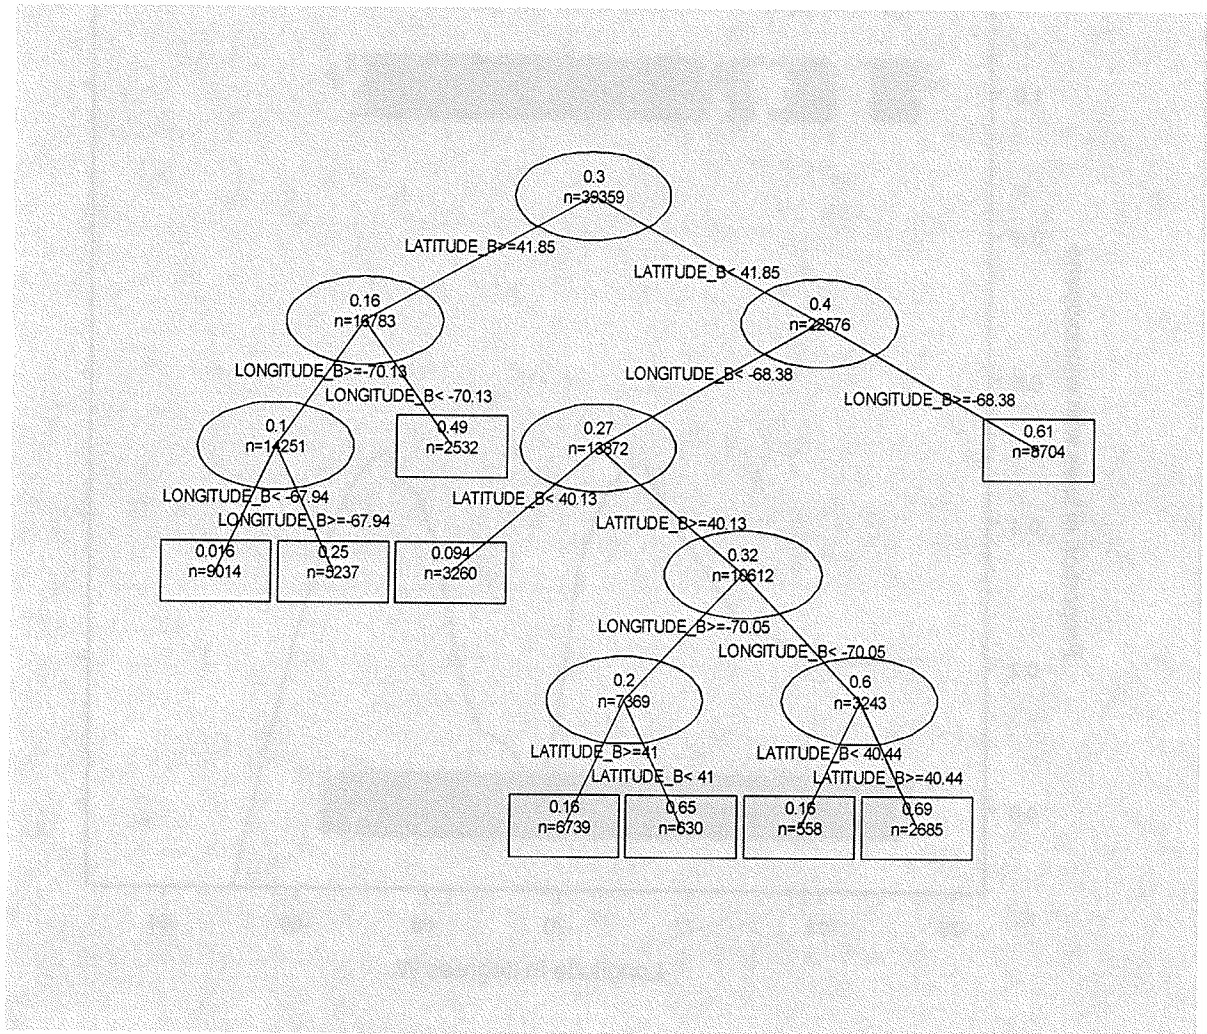 0.3
n=39359
LATITUDE_B>=41.85
LATITUDE_B< 41.85
0.16
n=16783
0.4
n=22576
LONGITUDE_B>=-70.13
LONGITUDE_B< -70.13
LONGITUDE_B< -68.38
LONGITUDE_B>=-68.38
0.1
n=14251
0.49
n=2532
0.27
n=13872
0.61
n=8704
LONGITUDE_B< -67.94
LONGITUDE_B>=-67.94
LATITUDE_B< 40.13
LATITUDE_B>=40.13
0.016
n=9014
0.25
n=5237
0.094
n=3260
0.32
n=10612
LONGITUDE_B>=-70.05
LONGITUDE_B< -70.05
0.2
n=7369
0.6
n=3243
LATITUDE_B>=41
LATITUDE_B< 41
LATITUDE_B< 40.44
LATITUDE_B>=40.44
0.16
n=6739
0.65
n=630
0.16
n=558
0.69
n=2685